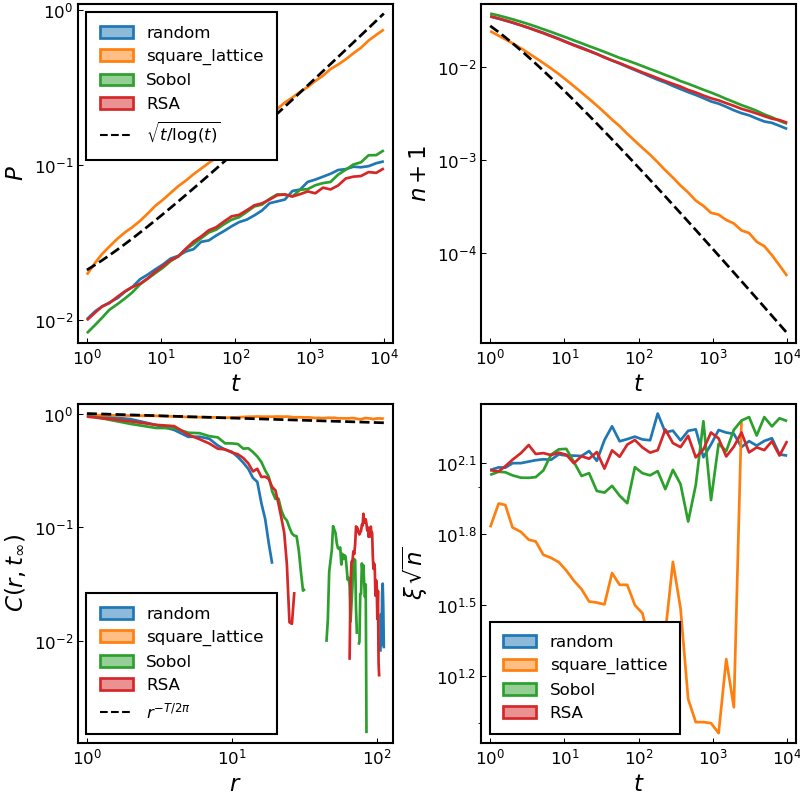 10⁰
10⁻¹
10⁻²
P
random
square_lattice
Sobol
RSA
√t/log(t)
10⁰ 10¹ 10² 10³ 10⁴
t
10⁻²
10⁻³
10⁻⁴
n + 1
10⁰ 10¹ 10² 10³ 10⁴
t
10⁰
10⁻¹
10⁻²
C(r, t∞)
random
square_lattice
Sobol
RSA
r^{−T/2π}
10⁰ 10¹ 10²
r
10^{2.1}
10^{1.8}
10^{1.5}
10^{1.2}
ξ√n
random
square_lattice
Sobol
RSA
10⁰ 10¹ 10² 10³ 10⁴
t